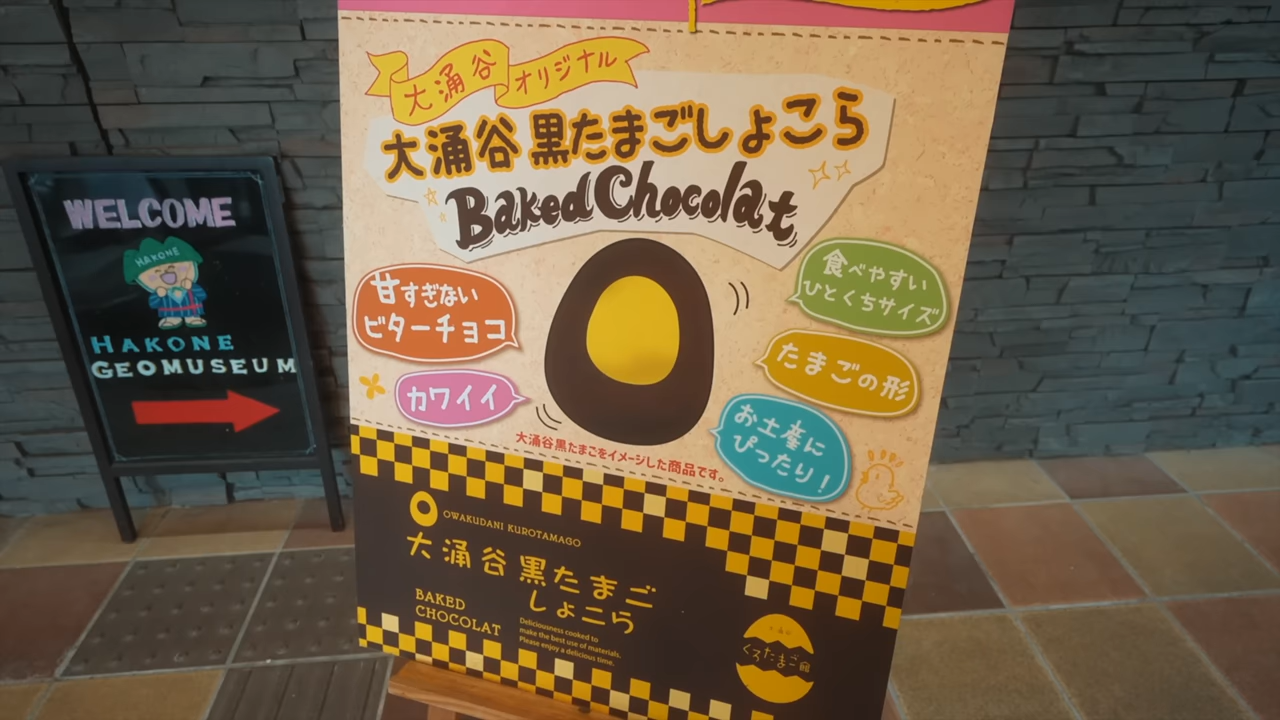 WELCOME
HAKONE
HAKONE
GEOMUSEUM
大涌谷
オリジナル
大涌谷 黒たまごしょこら
Baked Chocolat
甘すぎない
ビターチョコ
カワイイ
食べやすい
ひとくちサイズ
たまごの形
お土産に
ぴったり!
大涌谷黒たまごをイメージした商品です。
OWAKUDANI KUROTAMAGO
大涌谷 黒たまご
しょこら
BAKED
CHOCOLAT
Deliciousness cooked to
make the best use of materials.
Please enjoy a delicious time.
くろたまご館